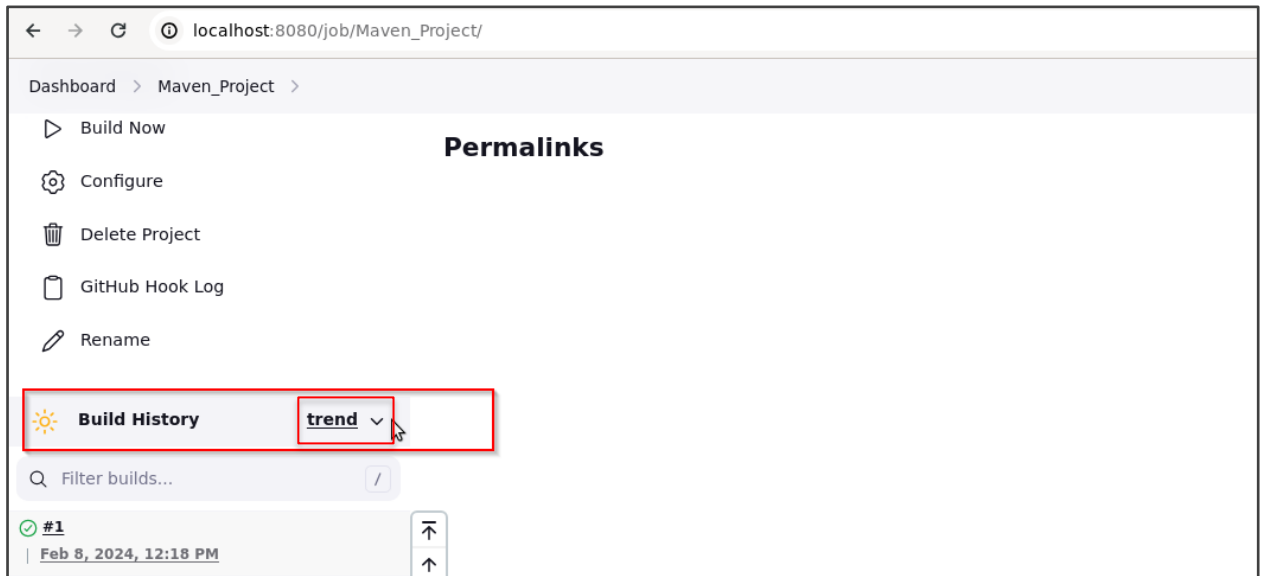 localhost:8080/job/Maven_Project/
Dashboard > Maven_Project >
Build Now
Permalinks
Configure
Delete Project
GitHub Hook Log
Rename
Build History trend
Filter builds... /
#1
| Feb 8, 2024, 12:18 PM